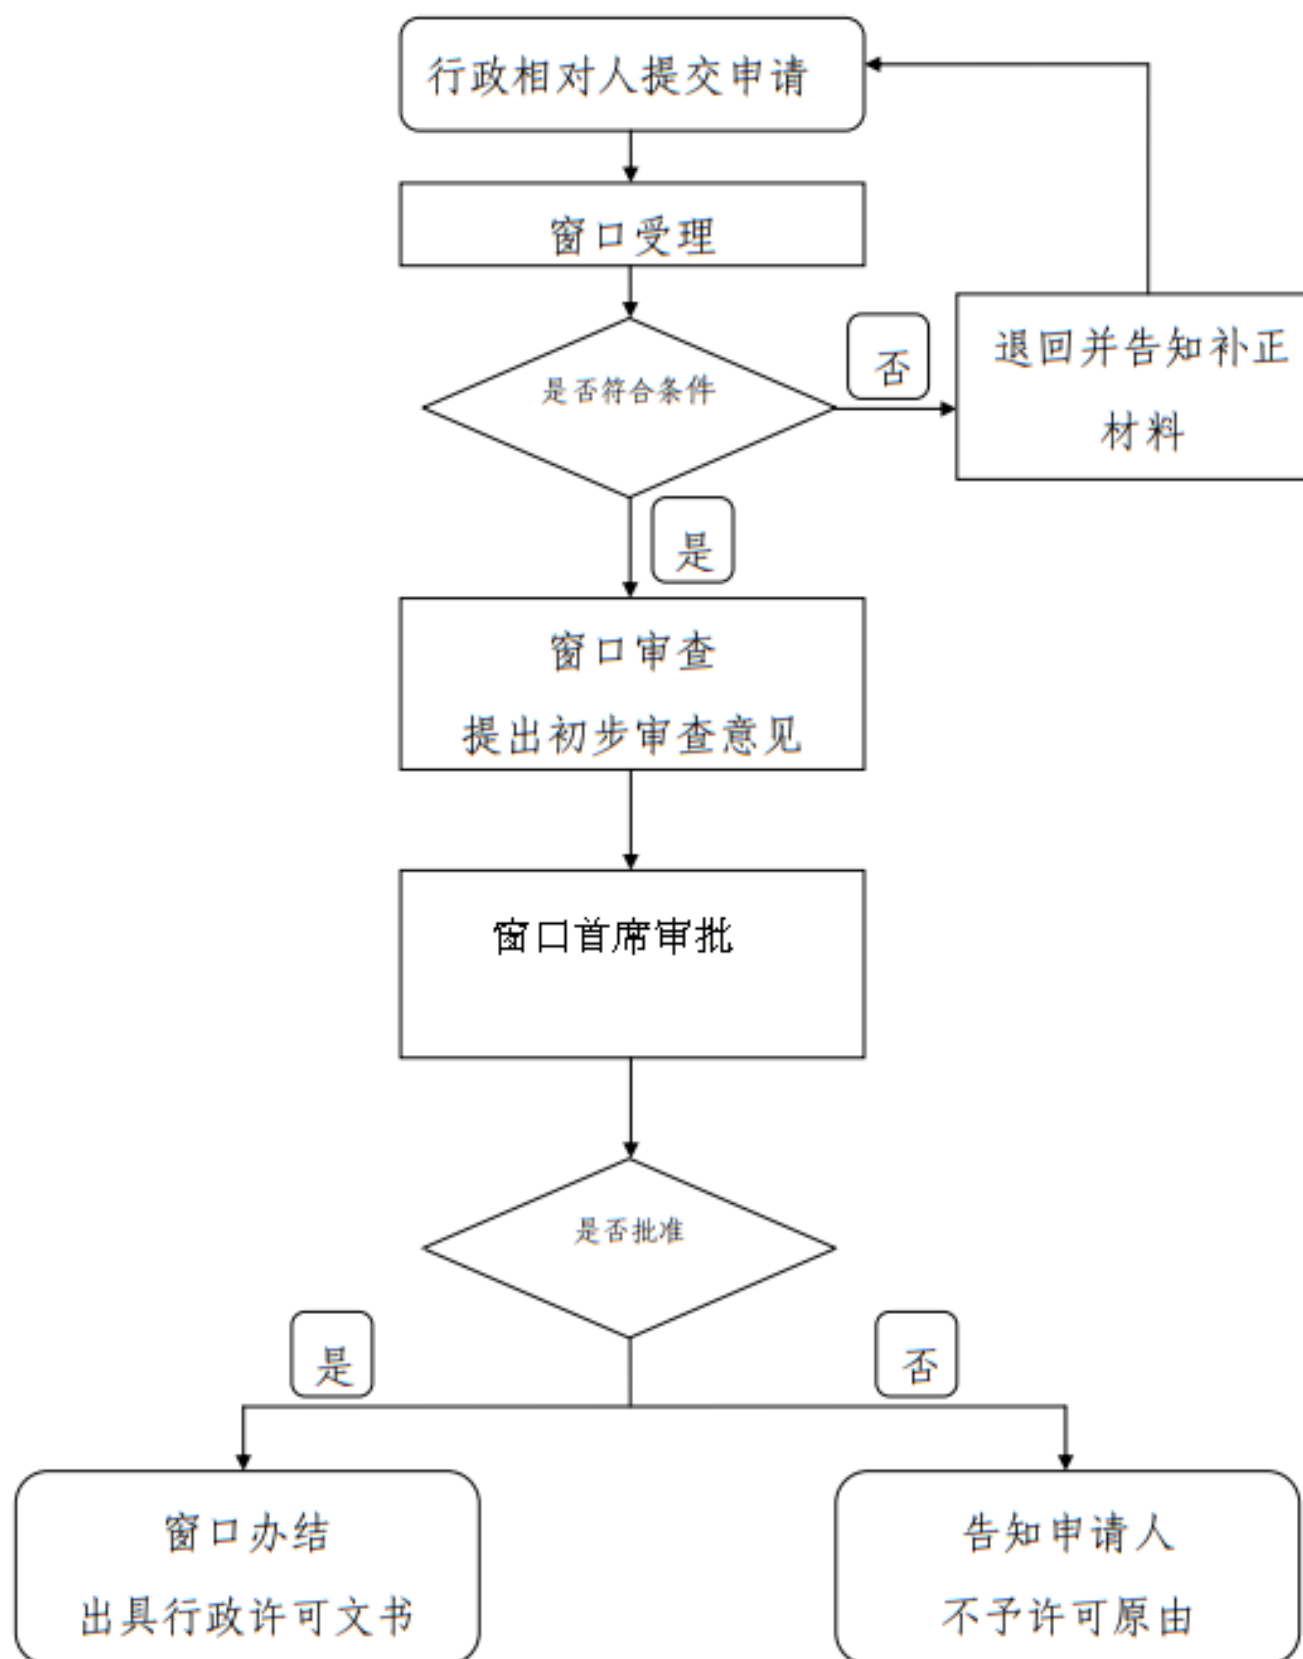 行政相对人提交申请
窗口受理
是否符合条件
否
退回并告知补正
材料
是
窗口审查
提出初步审查意见
窗口首席审批
是否批准
是
否
窗口办结
出具行政许可文书
告知申请人
不予许可原由